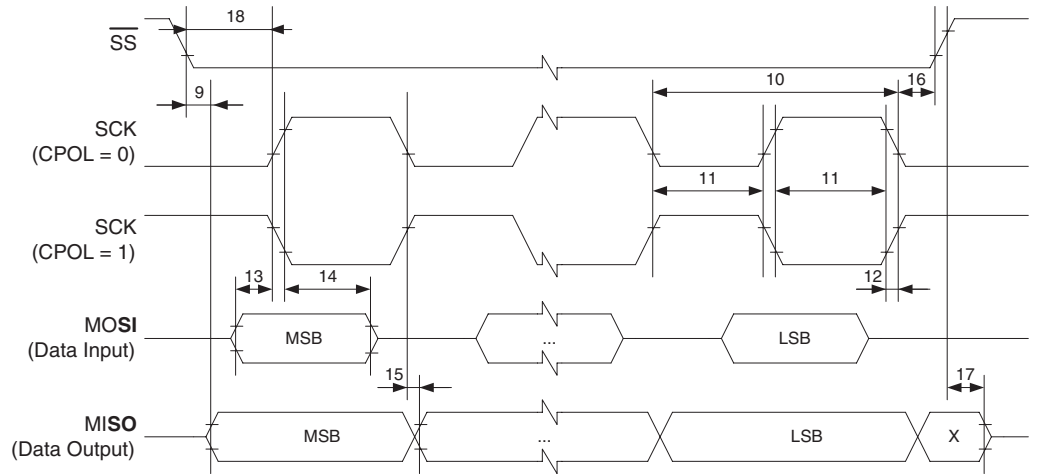 18
SS
10
16
9
SCK
(CPOL = 0)
11
11
SCK
(CPOL = 1)
13
14
12
MOSI
(Data Input)
MSB
...
LSB
15
17
MISO
(Data Output)
MSB
...
LSB
X